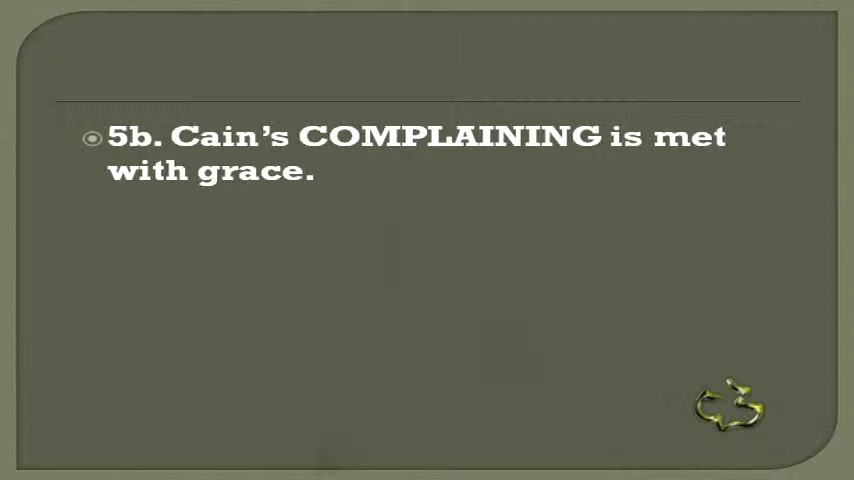 5b. Cain’s COMPLAINING is met
with grace.